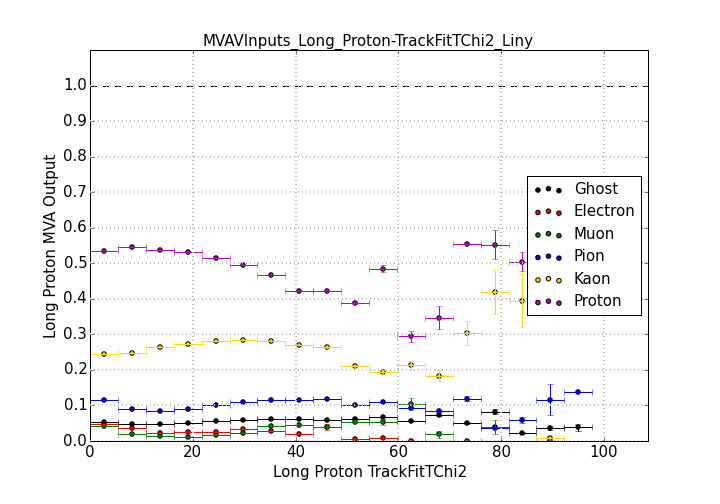 MVAVInputs_Long_Proton-TrackFitTChi2_Liny
Long Proton MVA Output
1.0
0.9
0.8
0.7
0.6
0.5
0.4
0.3
0.2
0.1
0.0
Ghost
Electron
Muon
Pion
Kaon
Proton
0 20 40 60 80 100
Long Proton TrackFitTChi2